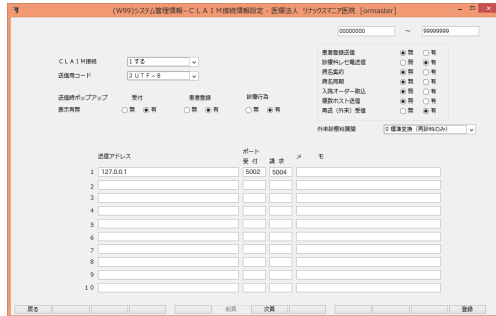 (W99)システム管理情報-CLAIM接続情報設定 - 医療法人 リナックスマニア医院 [ormaster]
00000000 ~ 99999999
CLAIM接続 1 する
送信用コード 3 UTF-8
送信時ポップアップ 受付 患者登録 診療行為
表示有無 無 有 無 有 無 有
患者登録送信 無 有
診療科レセ電送信 無 有
病名集約 無 有
病名同期 無 有
入院オーダー取込 無 有
複数ホスト送信 無 有
再送(外来)受信 無 有
外来診療科展開 0 標準変換(再診料のみ)
送信アドレス ポート
受付 請求 メモ
1 127.0.0.1 5002 5004
2
3
4
5
6
7
8
9
10
戻る 前頁 次頁 登録